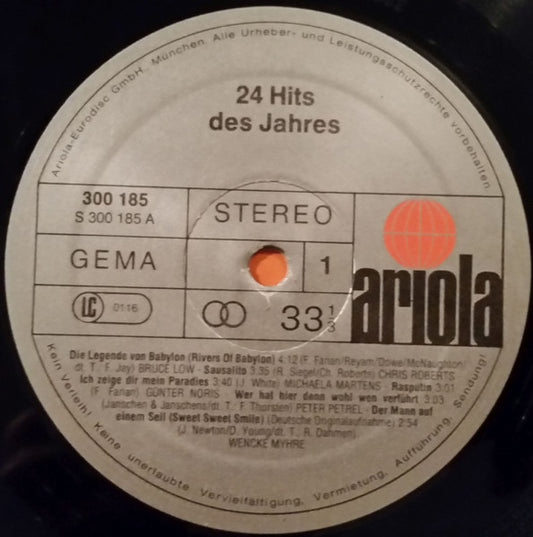 Ariola-Eurodisc GmbH., München. Alle Urheber- und Leistungsschutzrechte vorbehalten
24 Hits
des Jahres
300 185
S 300 185 A
STEREO
GEMA
1
LC 0116
33 1/3
ariola
Die Legende von Babylon (Rivers Of Babylon) 4:12 (F. Farian/Reyam/Dowe/McNaughton/
dt. T.: F. Jay) BRUCE LOW - Sausalito 3:35 (R. Siegel/Ch. Roberts) CHRIS ROBERTS
Ich zeige dir mein Paradies 3:40 (J. White) MICHAELA MARTENS - Rasputin 3:01
(F. Farian) GÜNTER NORIS - Wer hat hier denn wohl wen verführt 3:03
(Janschen & Janschens/dt. T.: F. Thorsten) PETER PETREL - Der Mann auf
einem Seil (Sweet Sweet Smile) (Deutsche Originalaufnahme) 2:54
(J. Newton/D. Young/dt. T.: R. Dahmen)
WENCKE MYHRE
Kein Verleih! Keine unerlaubte Vervielfältigung, Vermietung, Aufführung, Sendung!